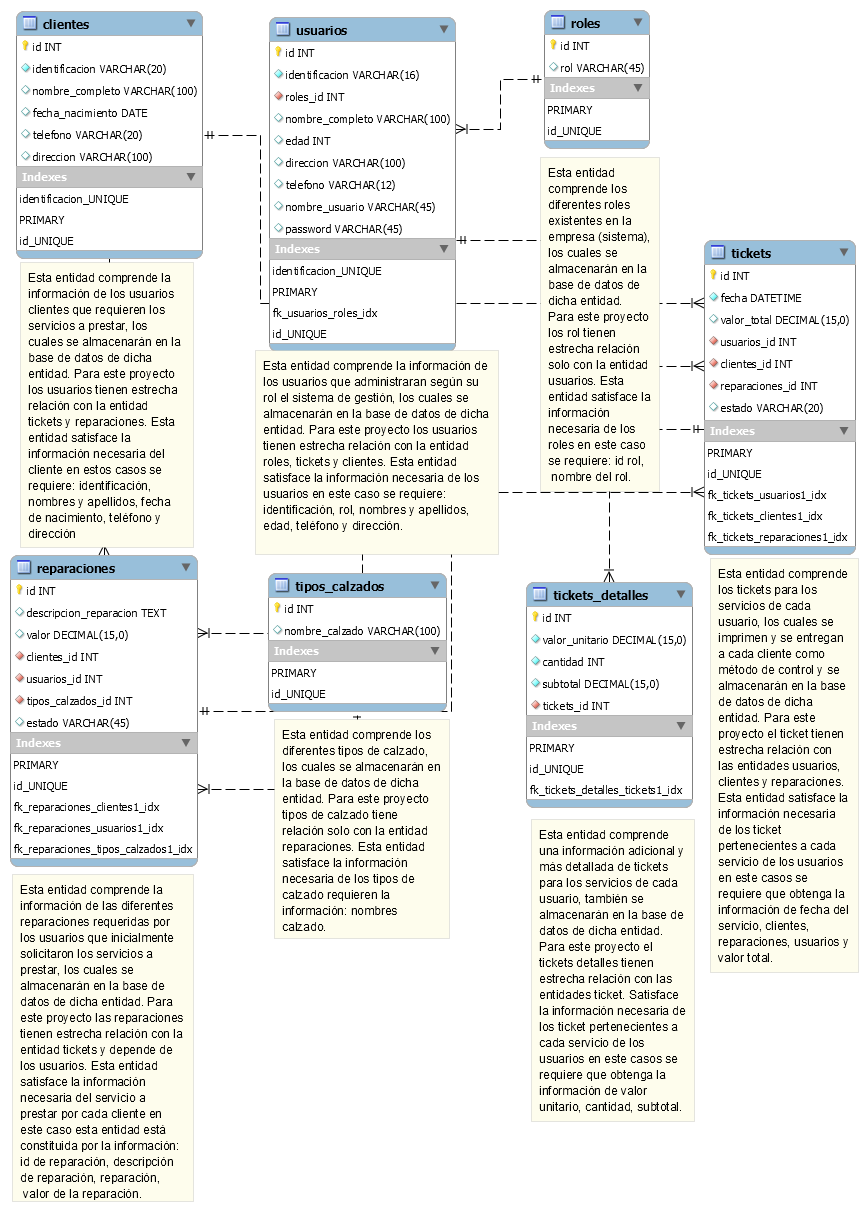 clientes
id INT
identificacion VARCHAR(20)
nombre_completo VARCHAR(100)
fecha_nacimiento DATE
telefono VARCHAR(20)
direccion VARCHAR(100)
Indexes
identificacion_UNIQUE
PRIMARY
id_UNIQUE
Esta entidad comprende la
información de los usuarios
clientes que requieren los
servicios a prestar, los
cuales se almacenarán en la
base de datos de dicha
entidad. Para este proyecto
los usuarios tienen estrecha
relación con la entidad
tickets y reparaciones. Esta
entidad satisface la
información necesaria del
cliente en estos casos se
requiere: identificación,
nombres y apellidos, fecha
de nacimiento, teléfono y
dirección
usuarios
id INT
identificacion VARCHAR(16)
roles_id INT
nombre_completo VARCHAR(100)
edad INT
direccion VARCHAR(100)
telefono VARCHAR(12)
nombre_usuario VARCHAR(45)
password VARCHAR(45)
Indexes
identificacion_UNIQUE
PRIMARY
fk_usuarios_roles_idx
id_UNIQUE
Esta entidad comprende la información de
los usuarios que administraran según su
rol el sistema de gestión, los cuales se
almacenarán en la base de datos de dicha
entidad. Para este proyecto los usuarios
tienen estrecha relación con la entidad
roles, tickets y clientes. Esta entidad
satisface la información necesaria de los
usuarios en este caso se requiere:
identificación, rol, nombres y apellidos,
edad, teléfono y dirección.
roles
id INT
rol VARCHAR(45)
Indexes
PRIMARY
id_UNIQUE
Esta entidad
comprende los
diferentes roles
existentes en la
empresa (sistema),
los cuales se
almacenarán en la
base de datos de
dicha entidad.
Para este proyecto
los rol tienen
estrecha relación
solo con la entidad
usuarios. Esta
entidad satisface la
información
necesaria de los
roles en este caso
se requiere: id rol,
nombre del rol.
tickets
id INT
fecha DATETIME
valor_total DECIMAL(15,0)
usuarios_id INT
clientes_id INT
reparaciones_id INT
estado VARCHAR(20)
Indexes
PRIMARY
id_UNIQUE
fk_tickets_usuarios1_idx
fk_tickets_clientes1_idx
fk_tickets_reparaciones1_idx
Esta entidad comprende
los tickets para los
servicios de cada
usuario, los cuales se
imprimen y se entregan
a cada cliente como
método de control y se
almacenarán en la base
de datos de dicha
entidad. Para este
proyecto el ticket tienen
estrecha relación con
las entidades usuarios,
clientes y reparaciones.
Esta entidad satisface la
información necesaria
de los ticket
pertenecientes a cada
servicio de los usuarios
en este casos se
requiere que obtenga la
información de fecha del
servicio, clientes,
reparaciones, usuarios y
valor total.
reparaciones
id INT
descripcion_reparacion TEXT
valor DECIMAL(15,0)
clientes_id INT
usuarios_id INT
tipos_calzados_id INT
estado VARCHAR(45)
Indexes
PRIMARY
id_UNIQUE
fk_reparaciones_clientes1_idx
fk_reparaciones_usuarios1_idx
fk_reparaciones_tipos_calzados1_idx
Esta entidad comprende la
información de las diferentes
reparaciones requeridas por
los usuarios que inicialmente
solicitaron los servicios a
prestar, los cuales se
almacenarán en la base de
datos de dicha entidad. Para
este proyecto las reparaciones
tienen estrecha relación con la
entidad tickets y depende de
los usuarios. Esta entidad
satisface la información
necesaria del servicio a
prestar por cada cliente en
este caso esta entidad está
constituida por la información:
id de reparación, descripción
de reparación, reparación,
valor de la reparación.
tipos_calzados
id INT
nombre_calzado VARCHAR(100)
Indexes
PRIMARY
id_UNIQUE
Esta entidad comprende los
diferentes tipos de calzado,
los cuales se almacenarán en
la base de datos de dicha
entidad. Para este proyecto
tipos de calzado tiene
relación solo con la entidad
reparaciones. Esta entidad
satisface la información
necesaria de los tipos de
calzado requieren la
información: nombres
calzado.
tickets_detalles
id INT
valor_unitario DECIMAL(15,0)
cantidad INT
subtotal DECIMAL(15,0)
tickets_id INT
Indexes
PRIMARY
id_UNIQUE
fk_tickets_detalles_tickets1_idx
Esta entidad comprende
una información adicional y
más detallada de tickets
para los servicios de cada
usuario, también se
almacenarán en la base de
datos de dicha entidad.
Para este proyecto el
tickets detalles tienen
estrecha relación con las
entidades ticket. Satisface
la información necesaria de
los ticket pertenecientes a
cada servicio de los
usuarios en este casos se
requiere que obtenga la
información de valor
unitario, cantidad, subtotal.